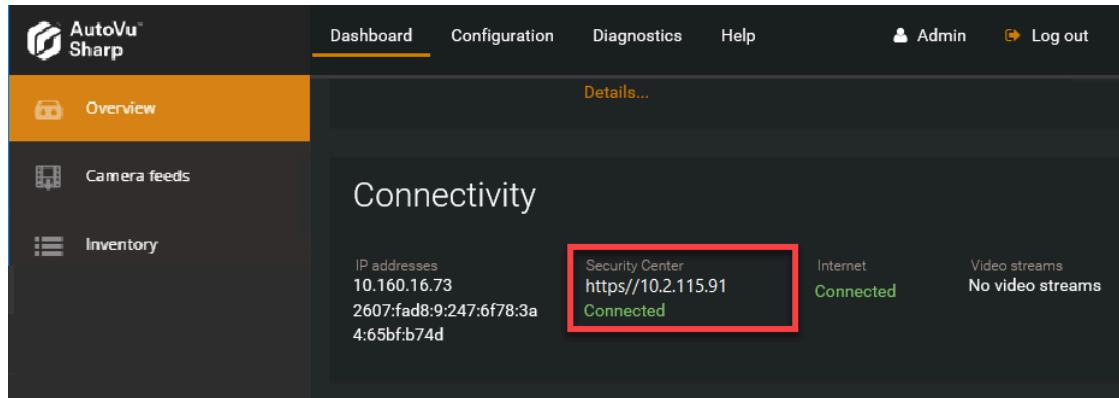 AutoVu™
Sharp
Dashboard Configuration Diagnostics Help Admin Log out
Overview
Details...
Camera feeds
Connectivity
Inventory
IP addresses
10.160.16.73
2607:fad8:9:247:6f78:3a
4:65bf:b74d
Security Center
https//10.2.115.91
Connected
Internet
Connected
Video streams
No video streams